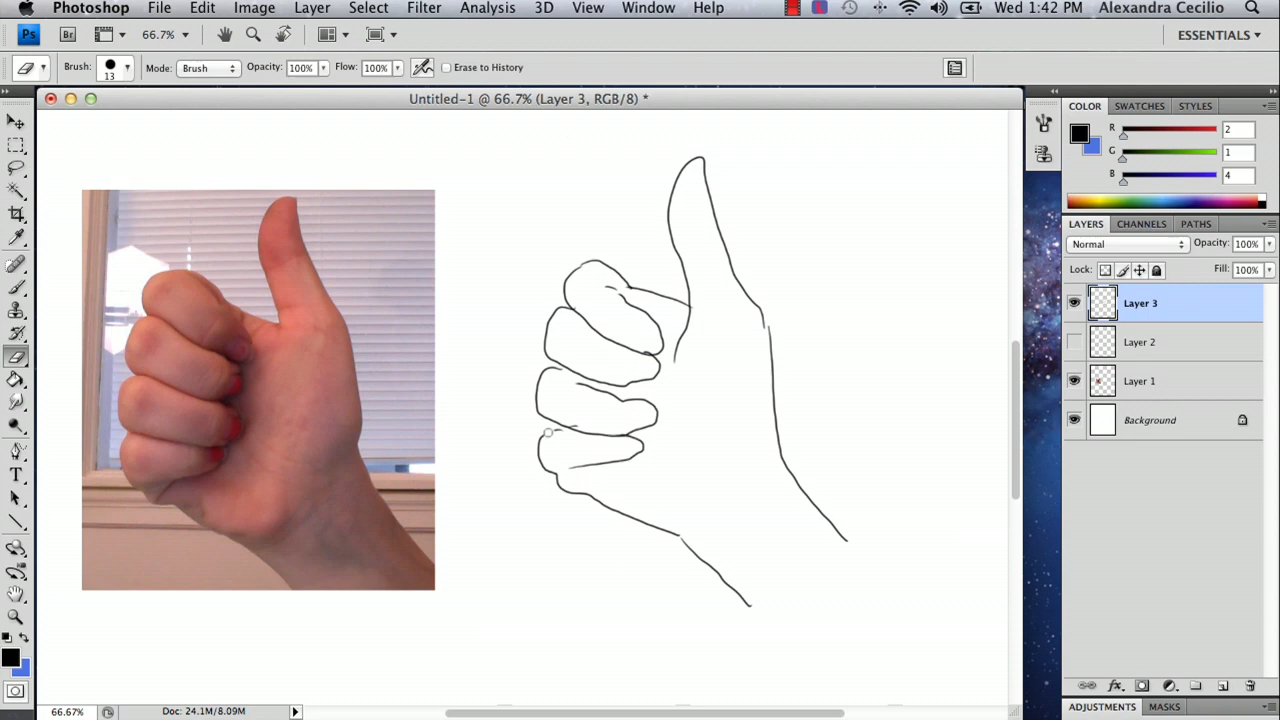 Photoshop File Edit Image Layer Select Filter Analysis 3D View Window Help Wed 1:42 PM Alexandra Cecilio
Ps Br 66.7% ESSENTIALS
Brush: 13 Mode: Brush Opacity: 100% Flow: 100% Erase to History
Untitled-1 @ 66.7% (Layer 3, RGB/8) *
COLOR SWATCHES STYLES
R 2
G 1
B 4
LAYERS CHANNELS PATHS
Normal Opacity: 100%
Lock: Fill: 100%
Layer 3
Layer 2
Layer 1
Background
T
66.67% Doc: 24.1M/8.09M
ADJUSTMENTS MASKS